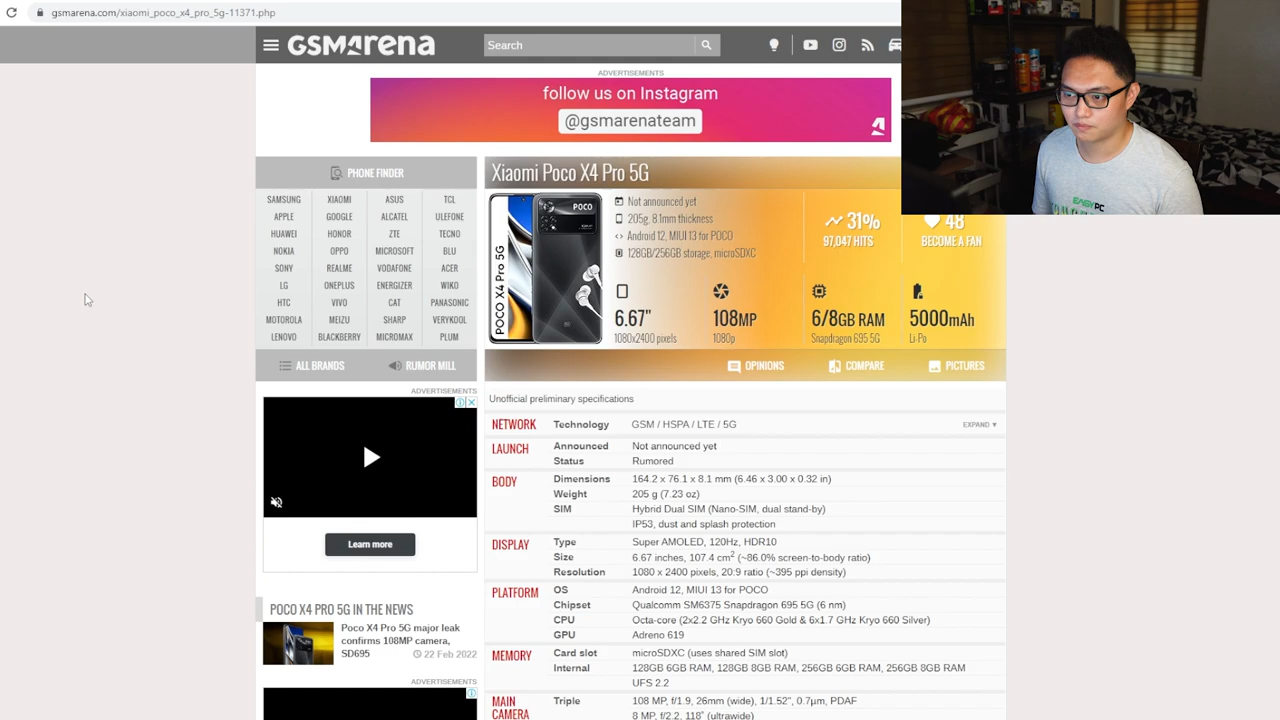 gsmarena.com/xiaomi_poco_x4_pro_5g-11371.php
GSMArena
Search
ADVERTISEMENTS
follow us on Instagram
@gsmarenateam
PHONE FINDER
SAMSUNG XIAOMI ASUS TCL
APPLE GOOGLE ALCATEL ULEFONE
HUAWEI HONOR ZTE TECNO
NOKIA OPPO MICROSOFT BLU
SONY REALME VODAFONE ACER
LG ONEPLUS ENERGIZER WIKO
HTC VIVO CAT PANASONIC
MOTOROLA MEIZU SHARP VERYKOOL
LENOVO BLACKBERRY MICROMAX PLUM
ALL BRANDS RUMOR MILL
Xiaomi Poco X4 Pro 5G
POCO
POCO X4 Pro 5G
Not announced yet
205g, 8.1mm thickness
Android 12, MIUI 13 for POCO
128GB/256GB storage, microSDXC
31%
97,047 HITS
48
BECOME A FAN
6.67"
1080x2400 pixels
108MP
1080p
6/8GB RAM
Snapdragon 695 5G
5000mAh
Li-Po
OPINIONS COMPARE PICTURES
EASYPC
ADVERTISEMENTS
Learn more
POCO X4 PRO 5G IN THE NEWS
Poco X4 Pro 5G major leak
confirms 108MP camera,
SD695 22 Feb 2022
ADVERTISEMENTS
Unofficial preliminary specifications
NETWORK Technology GSM / HSPA / LTE / 5G EXPAND ▼
LAUNCH Announced Not announced yet
Status Rumored
BODY Dimensions 164.2 x 76.1 x 8.1 mm (6.46 x 3.00 x 0.32 in)
Weight 205 g (7.23 oz)
SIM Hybrid Dual SIM (Nano-SIM, dual stand-by)
IP53, dust and splash protection
DISPLAY Type Super AMOLED, 120Hz, HDR10
Size 6.67 inches, 107.4 cm² (~86.0% screen-to-body ratio)
Resolution 1080 x 2400 pixels, 20:9 ratio (~395 ppi density)
PLATFORM OS Android 12, MIUI 13 for POCO
Chipset Qualcomm SM6375 Snapdragon 695 5G (6 nm)
CPU Octa-core (2x2.2 GHz Kryo 660 Gold & 6x1.7 GHz Kryo 660 Silver)
GPU Adreno 619
MEMORY Card slot microSDXC (uses shared SIM slot)
Internal 128GB 6GB RAM, 128GB 8GB RAM, 256GB 6GB RAM, 256GB 8GB RAM
UFS 2.2
MAIN CAMERA Triple 108 MP, f/1.9, 26mm (wide), 1/1.52", 0.7µm, PDAF
8 MP, f/2.2, 118° (ultrawide)